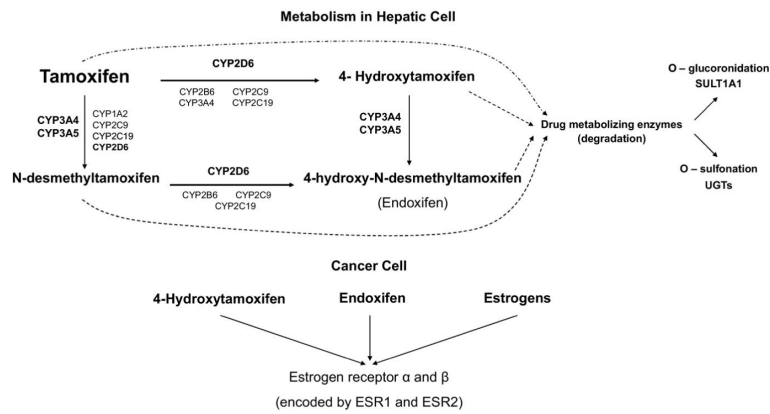 Metabolism in Hepatic Cell
Tamoxifen
CYP2D6
CYP2B6 CYP2C9
CYP3A4 CYP2C19
4- Hydroxytamoxifen
O – glucoronidation
SULT1A1
CYP3A4
CYP3A5
CYP1A2
CYP2C9
CYP2C19
CYP2D6
CYP3A4
CYP3A5
Drug metabolizing enzymes
(degradation)
N-desmethyltamoxifen
CYP2D6
CYP2B6 CYP2C9
CYP2C19
4-hydroxy-N-desmethyltamoxifen
(Endoxifen)
O – sulfonation
UGTs
Cancer Cell
4-Hydroxytamoxifen
Endoxifen
Estrogens
Estrogen receptor α and β
(encoded by ESR1 and ESR2)